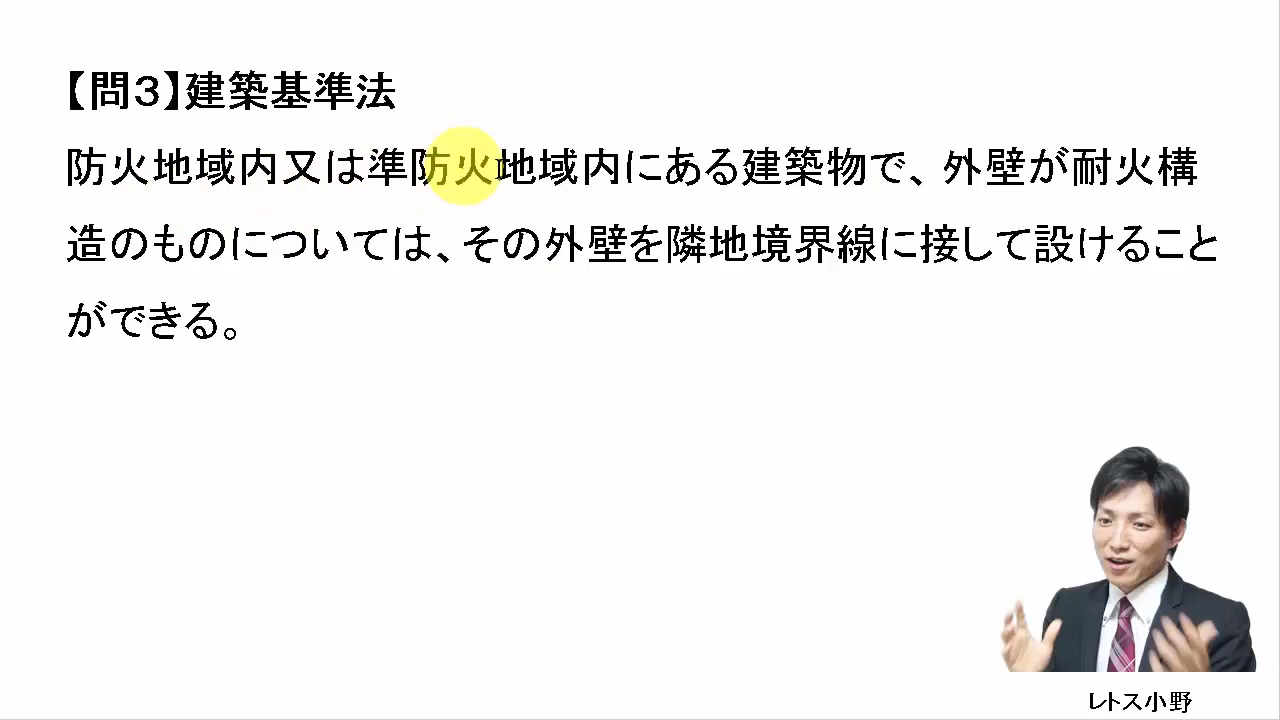 【問３】建築基準法
防火地域内又は準防火地域内にある建築物で、外壁が耐火構
造のものについては、その外壁を隣地境界線に接して設けること
ができる。
レトス小野